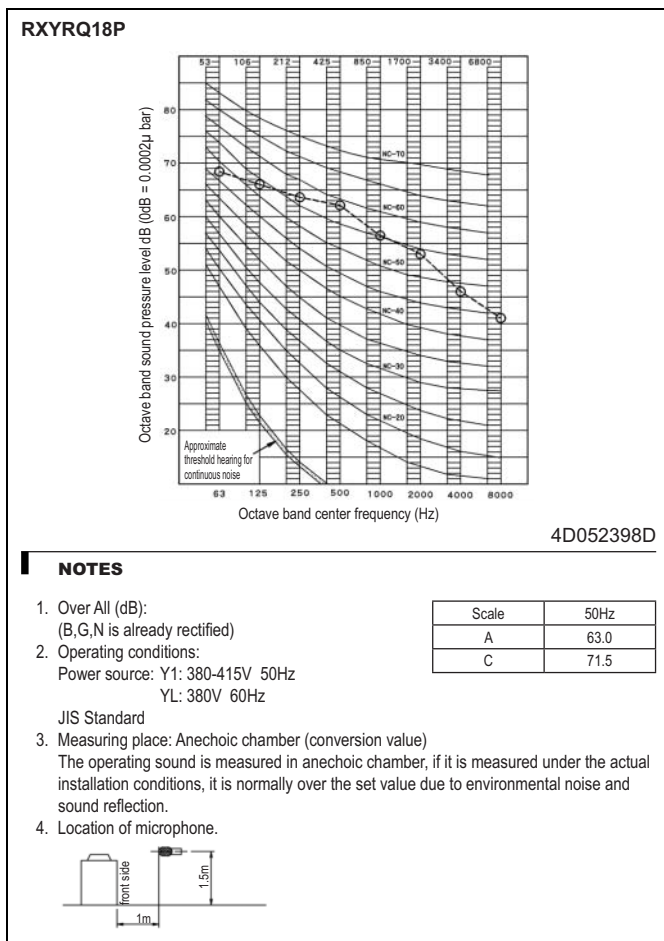 RXYRQ18P
53 106 212 425 850 1700 3400 6800
Octave band sound pressure level dB (0dB = 0.0002µ bar)
80
70
60
50
40
30
20
NC-70
NC-60
NC-50
NC-40
NC-30
NC-20
Approximate
threshold hearing for
continuous noise
63 125 250 500 1000 2000 4000 8000
Octave band center frequency (Hz)
4D052398D
NOTES
1. Over All (dB):
(B,G,N is already rectified)
Scale 50Hz
A 63.0
C 71.5
2. Operating conditions:
Power source: Y1: 380-415V 50Hz
YL: 380V 60Hz
JIS Standard
3. Measuring place: Anechoic chamber (conversion value)
The operating sound is measured in anechoic chamber, if it is measured under the actual
installation conditions, it is normally over the set value due to environmental noise and
sound reflection.
4. Location of microphone.
front side
1.5m
1m